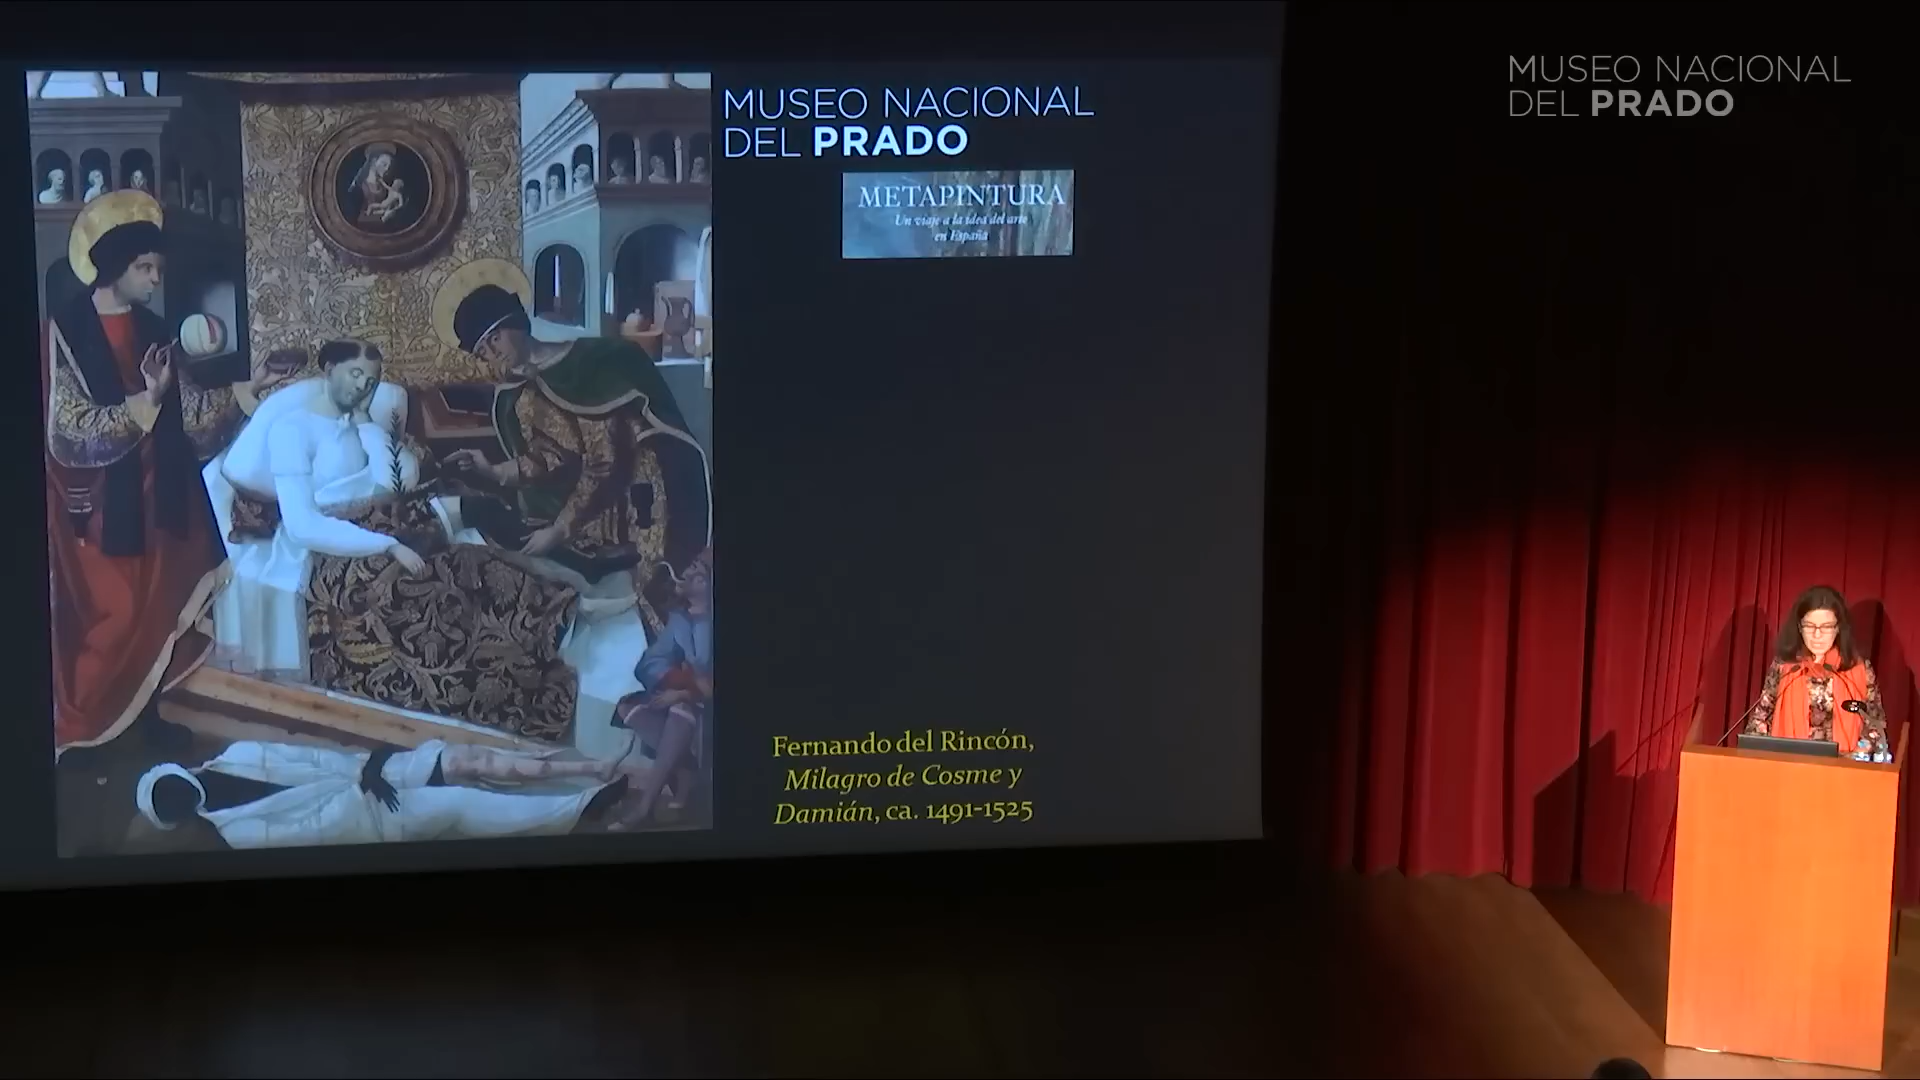 MUSEO NACIONAL
DEL PRADO
METAPINTURA
Un viaje a la idea del arte
en España
Fernando del Rincón,
Milagro de Cosme y
Damián, ca. 1491-1525
MUSEO NACIONAL
DEL PRADO